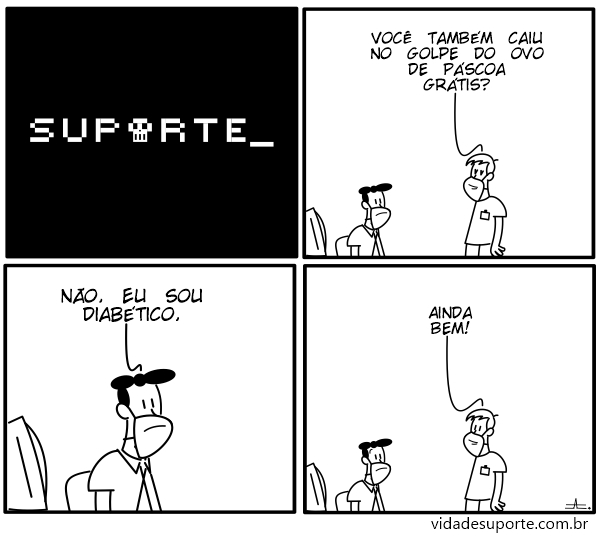 SUPORTE_
VOCÊ TAMBÉM CAIU
NO GOLPE DO OVO
DE PÁSCOA
GRÁTIS?
NÃO, EU SOU
DIABÉTICO.
AINDA
BEM!
vidadesuporte.com.br